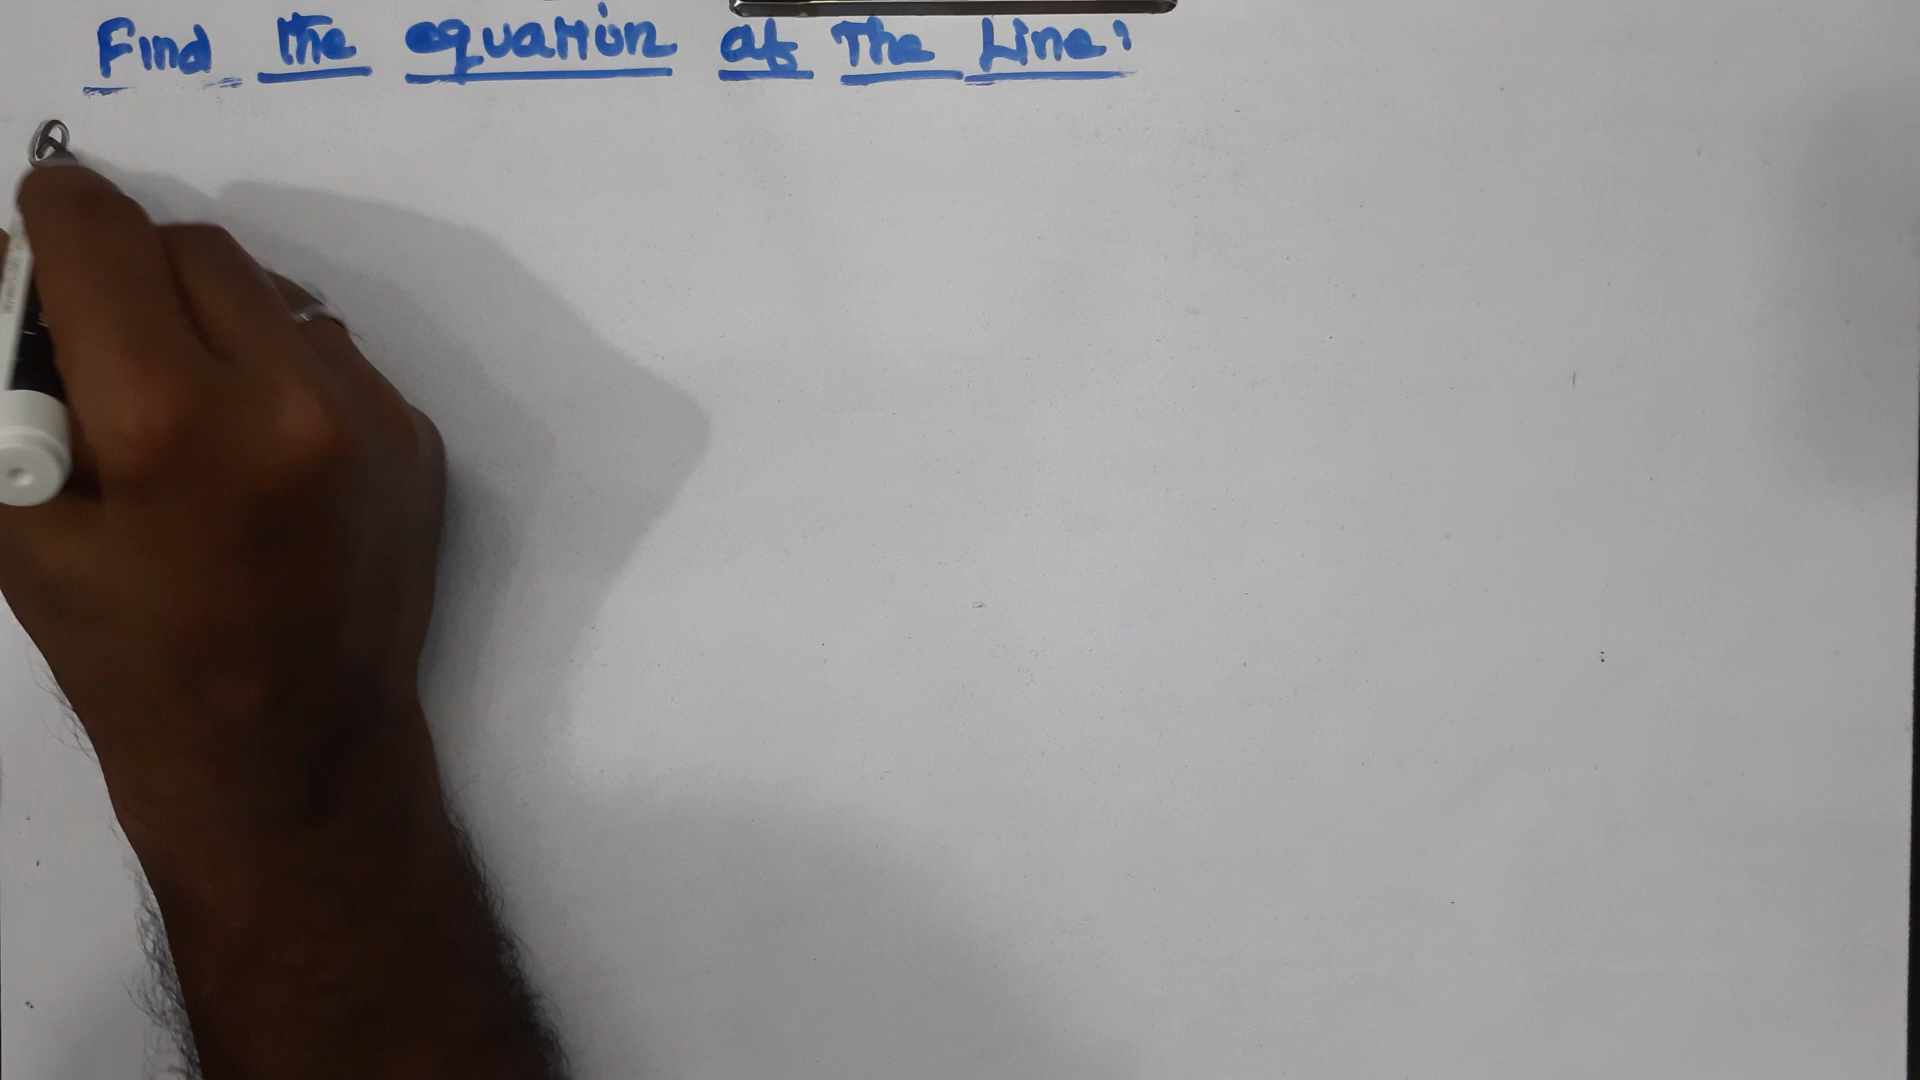 Find the equation of The Line:
Q